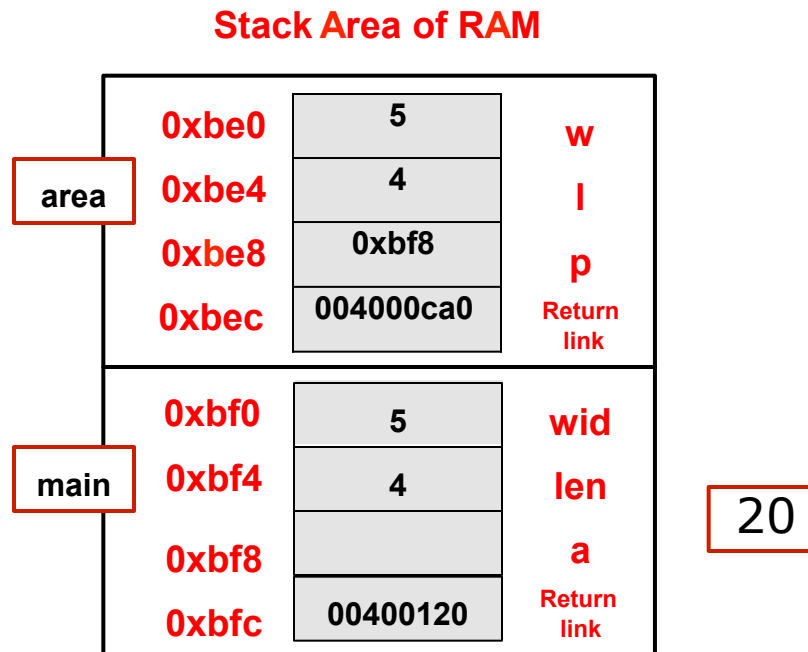 Stack Area of RAM
0xbe0 5 w
area 0xbe4 4 l
0xbe8 0xbf8 p
0xbec 004000ca0 Return
link
0xbf0 5 wid
main 0xbf4 4 len
20
0xbf8 a
0xbfc 00400120 Return
link